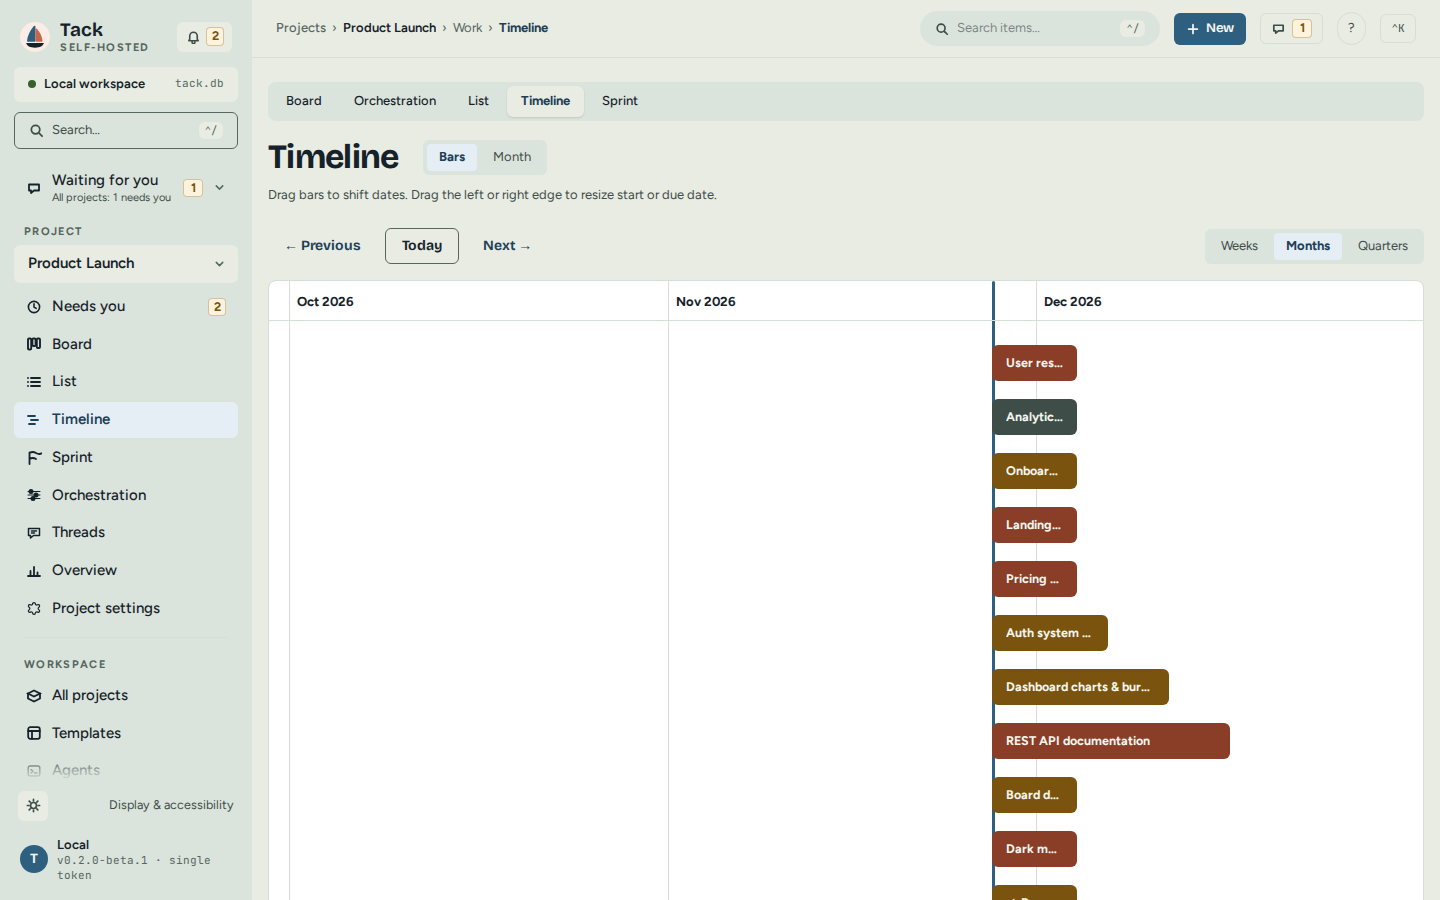 Tack
SELF-HOSTED
2
Local workspace
tack.db
Search...
^/
Waiting for you
All projects: 1 needs you
1
PROJECT
Product Launch
Needs you
2
Board
List
Timeline
Sprint
Orchestration
Threads
Overview
Project settings
WORKSPACE
All projects
Templates
Agents
Display & accessibility
T
Local
v0.2.0-beta.1 · single
token
Projects › Product Launch › Work › Timeline
Search items...
^/
+ New
1
?
^K
Board
Orchestration
List
Timeline
Sprint
Timeline
Bars
Month
Drag bars to shift dates. Drag the left or right edge to resize start or due date.
← Previous
Today
Next →
Weeks
Months
Quarters
Oct 2026
Nov 2026
Dec 2026
User res...
Analytic...
Onboar...
Landing...
Pricing ...
Auth system ...
Dashboard charts & bur...
REST API documentation
Board d...
Dark m...